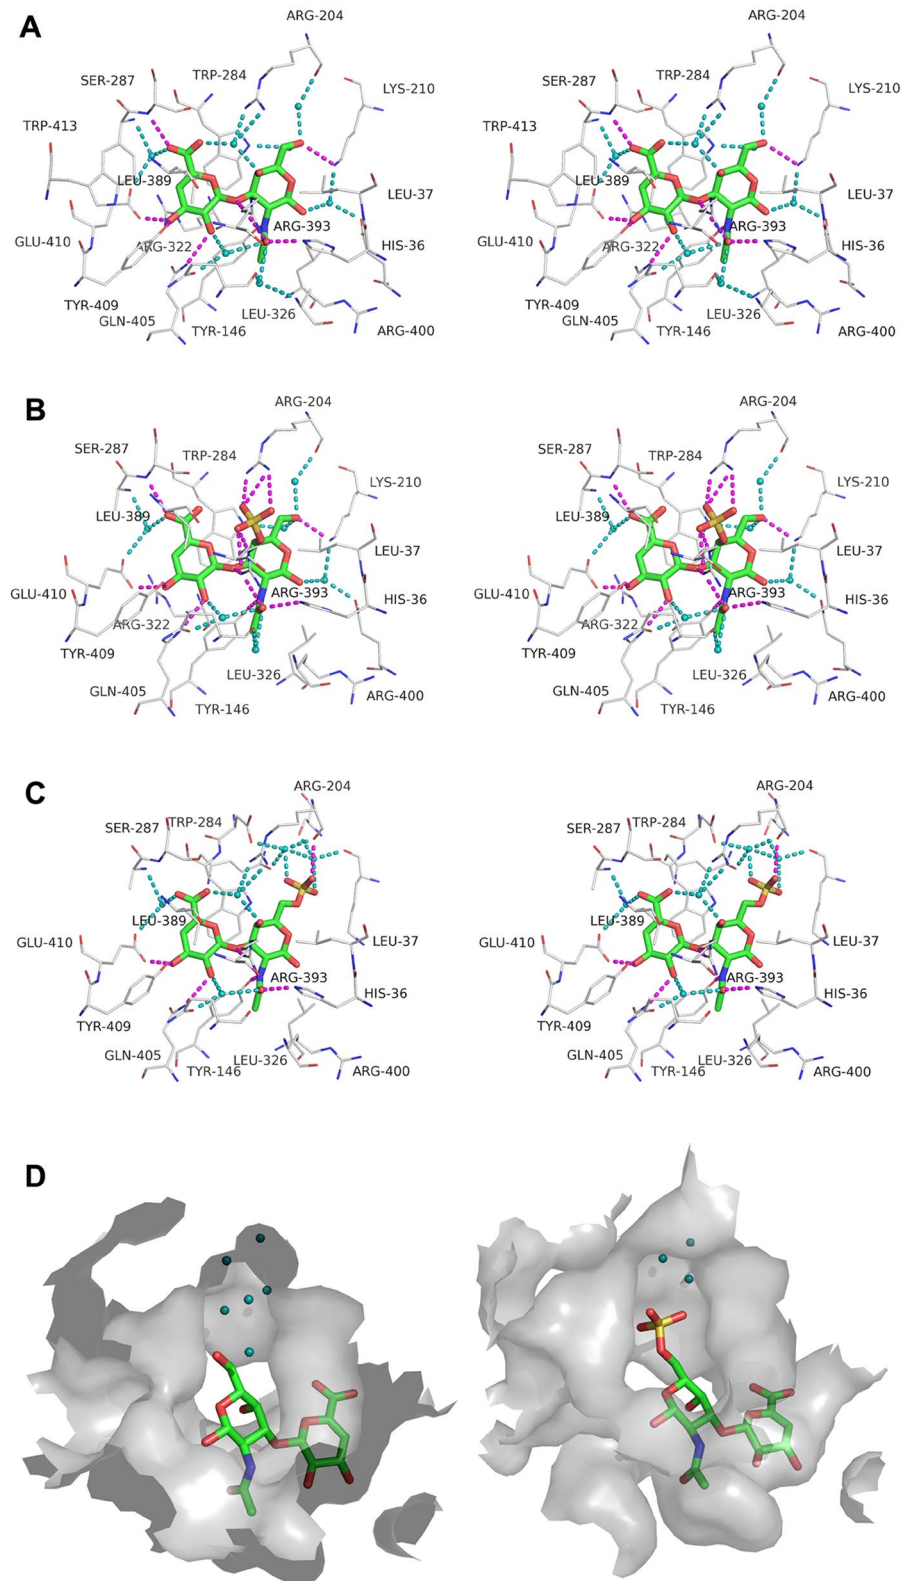 A
ARG-204 ARG-204
SER-287 TRP-284 LYS-210 SER-287 TRP-284 LYS-210
TRP-413 TRP-413
LEU-389 LEU-37 LEU-389 LEU-37
GLU-410 ARG-322 ARG-393 HIS-36 GLU-410 ARG-322 ARG-393 HIS-36
TYR-409 TYR-409
GLN-405 TYR-146 LEU-326 ARG-400 GLN-405 TYR-146 LEU-326 ARG-400
B
ARG-204 ARG-204
SER-287 TRP-284 LYS-210 SER-287 TRP-284 LYS-210
LEU-389 LEU-37 LEU-389 LEU-37
GLU-410 ARG-393 HIS-36 GLU-410 ARG-393 HIS-36
ARG-322 ARG-322
TYR-409 TYR-409
GLN-405 TYR-146 LEU-326 ARG-400 GLN-405 TYR-146 LEU-326 ARG-400
C
ARG-204 ARG-204
SER-287 TRP-284 SER-287 TRP-284
LEU-389 LEU-389
GLU-410 LEU-37 GLU-410 LEU-37
ARG-393 HIS-36 ARG-393 HIS-36
TYR-409 TYR-409
GLN-405 TYR-146 LEU-326 ARG-400 GLN-405 TYR-146 LEU-326 ARG-400
D